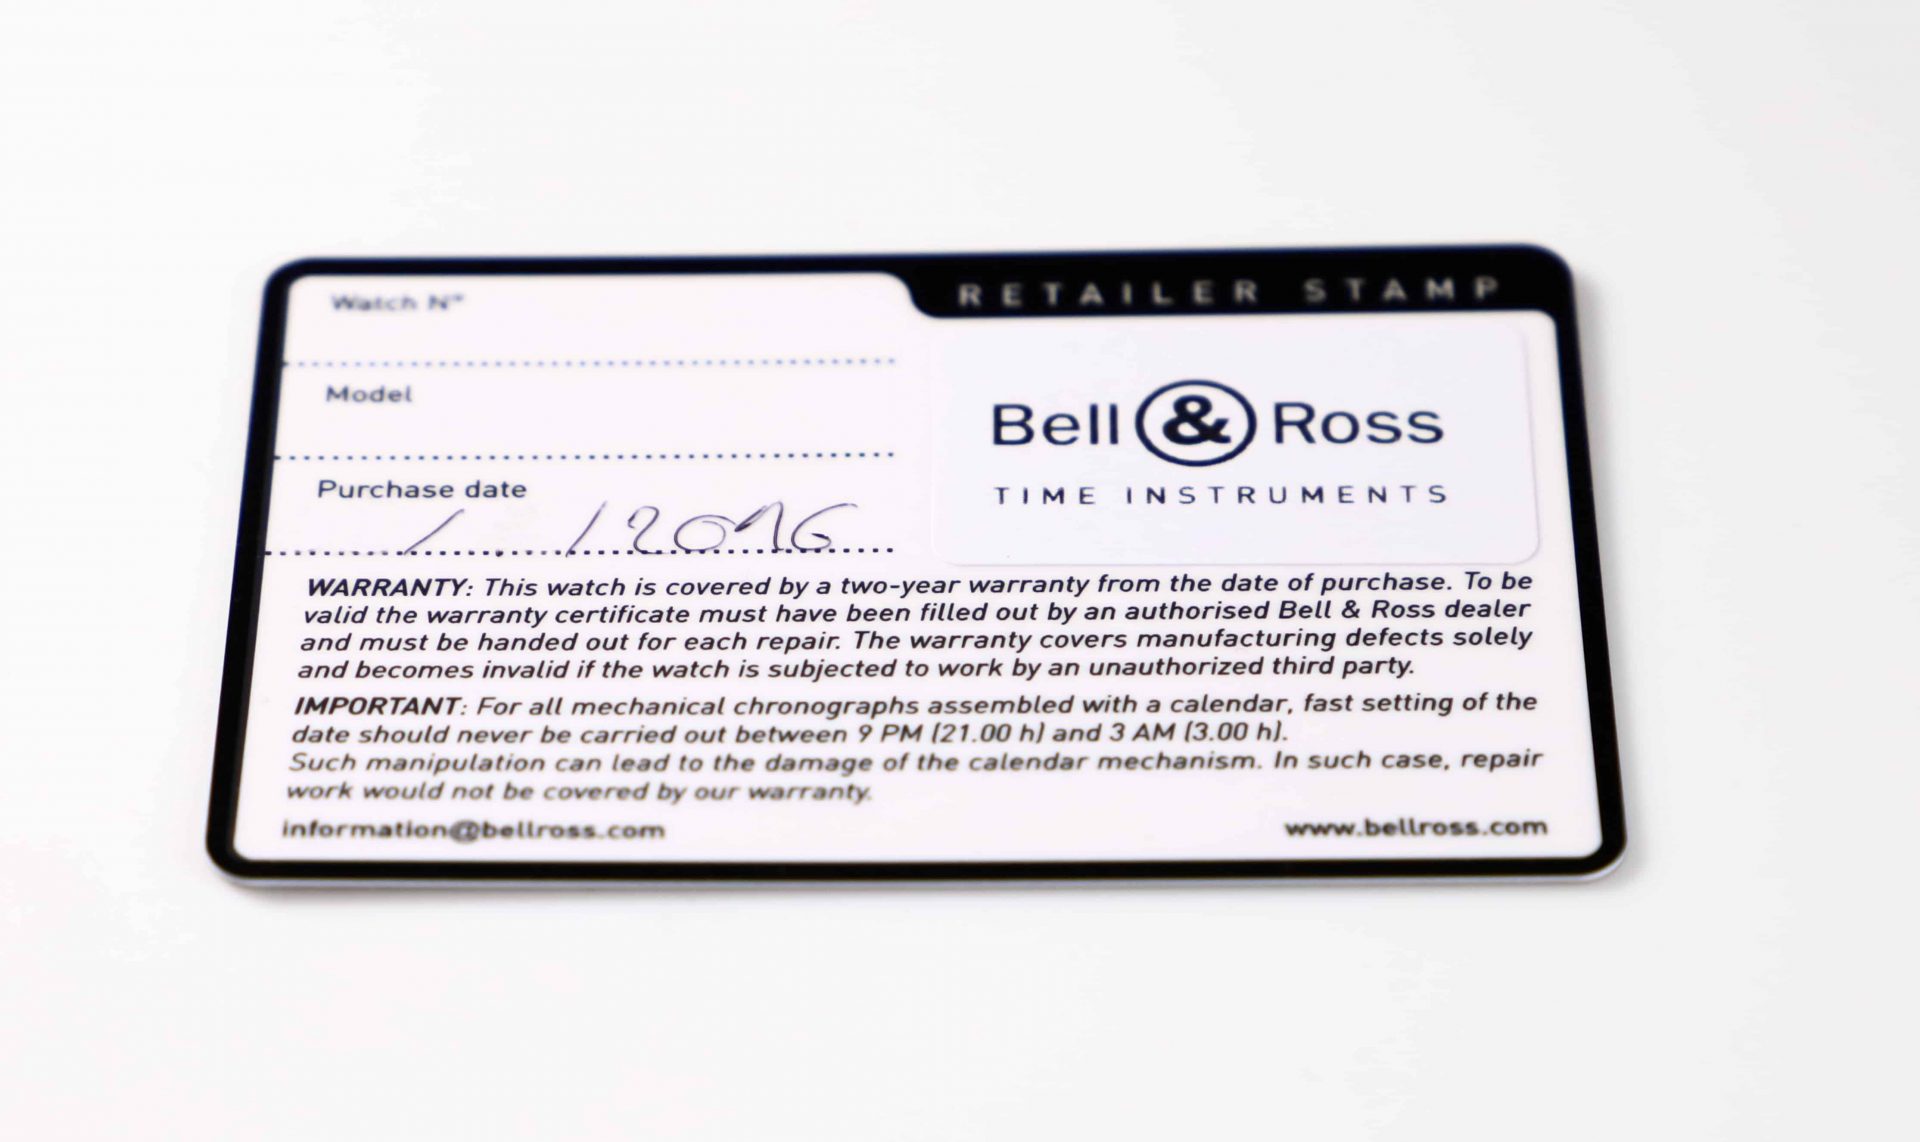 Watch N°
RETAILER STAMP
Model
Bell & Ross
TIME INSTRUMENTS
Purchase date
/ / 2016
WARRANTY: This watch is covered by a two-year warranty from the date of purchase. To be
valid the warranty certificate must have been filled out by an authorised Bell & Ross dealer
and must be handed out for each repair. The warranty covers manufacturing defects solely
and becomes invalid if the watch is subjected to work by an unauthorized third party.
IMPORTANT: For all mechanical chronographs assembled with a calendar, fast setting of the
date should never be carried out between 9 PM (21.00 h) and 3 AM (3.00 h).
Such manipulation can lead to the damage of the calendar mechanism. In such case, repair
work would not be covered by our warranty.
information@bellross.com
www.bellross.com